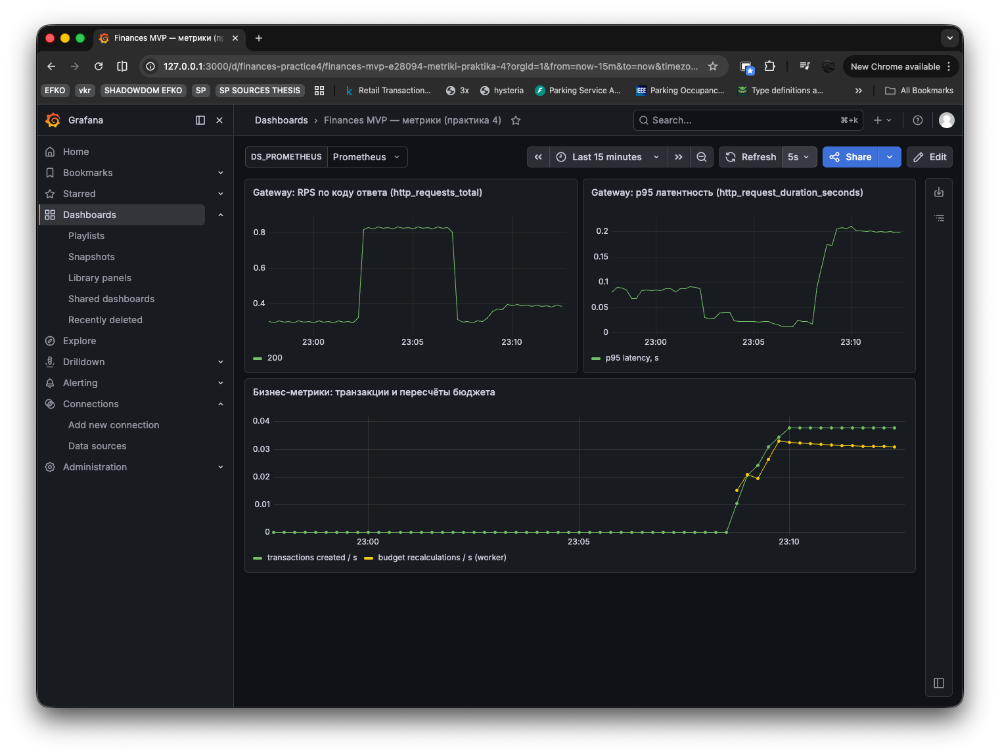 Finances MVP — метрики (пр
127.0.0.1:3000/d/finances-practice4/finances-mvp-e28094-metriki-praktika-4?orgId=1&from=now-15m&to=now&timezo...
New Chrome available
EFKO
vkr
SHADOWDOM EFKO
SP
SP SOURCES THESIS
Retail Transaction...
3x
hysteria
Parking Service A...
IEEE
Parking Occupanc...
Type definitions a...
All Bookmarks
Grafana
Dashboards › Finances MVP — метрики (практика 4)
Search...
⌘+k
Home
Bookmarks
Starred
Dashboards
Playlists
Snapshots
Library panels
Shared dashboards
Recently deleted
Explore
Drilldown
Alerting
Connections
Add new connection
Data sources
Administration
DS_PROMETHEUS
Prometheus
Last 15 minutes
Refresh
5s
Share
Edit
Gateway: RPS по коду ответа (http_requests_total)
0.8
0.6
0.4
23:00
23:05
23:10
200
Gateway: p95 латентность (http_request_duration_seconds)
0.2
0.15
0.1
0.05
0
23:00
23:05
23:10
p95 latency, s
Бизнес-метрики: транзакции и пересчёты бюджета
0.04
0.03
0.02
0.01
0
23:00
23:05
23:10
transactions created / s
budget recalculations / s (worker)